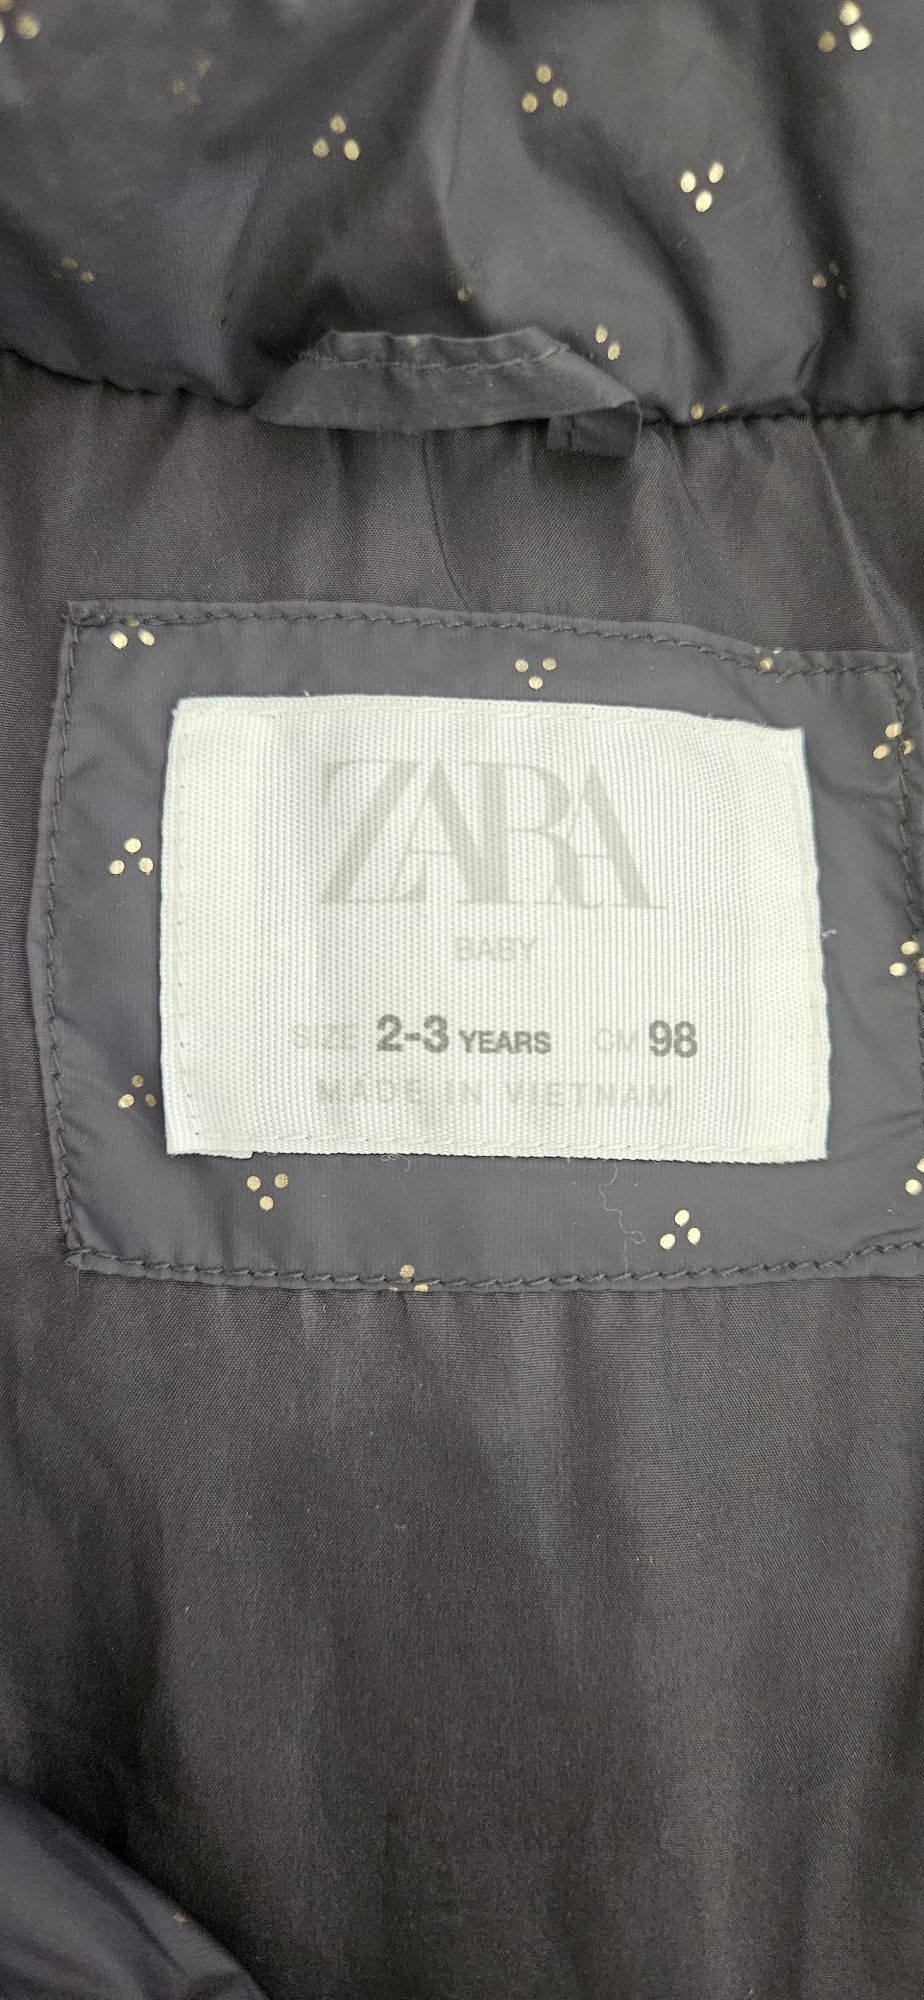 ZARA
BABY
SIZE 2-3 YEARS CM 98
MADE IN VIETNAM